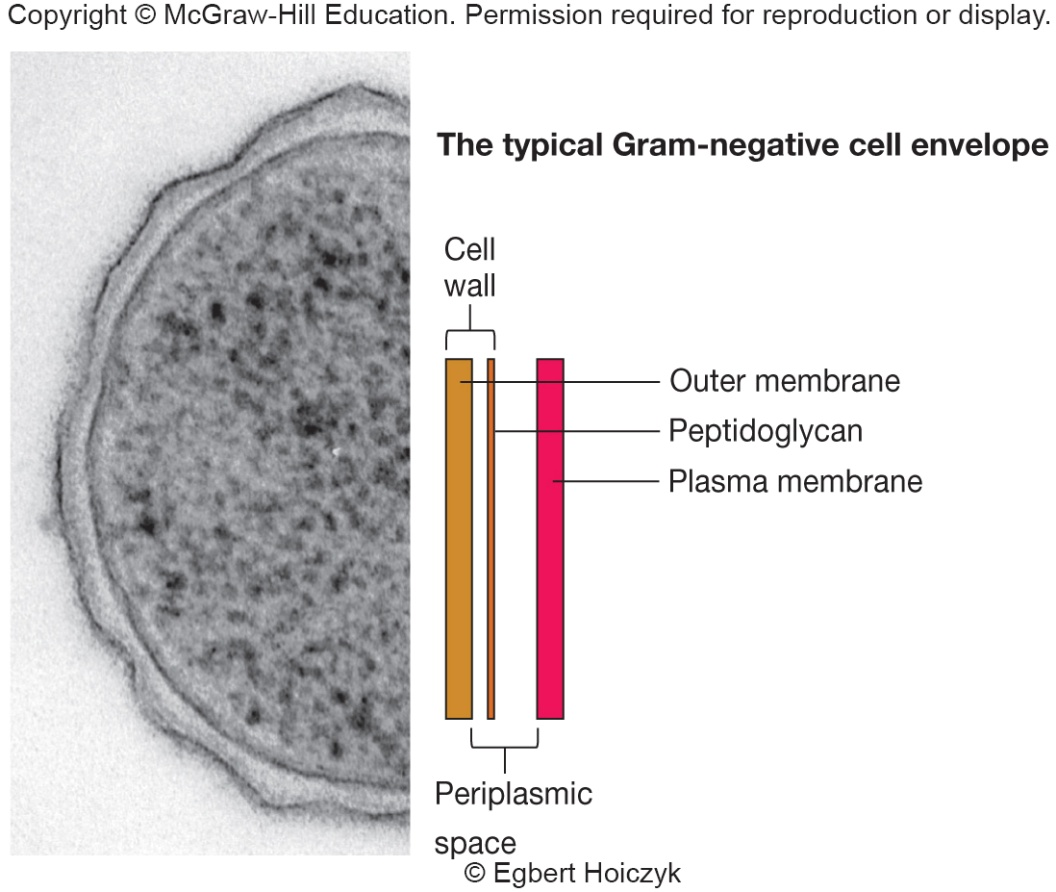 Copyright © McGraw-Hill Education. Permission required for reproduction or display.
The typical Gram-negative cell envelope
Cell
wall
Outer membrane
Peptidoglycan
Plasma membrane
Periplasmic
space
© Egbert Hoiczyk